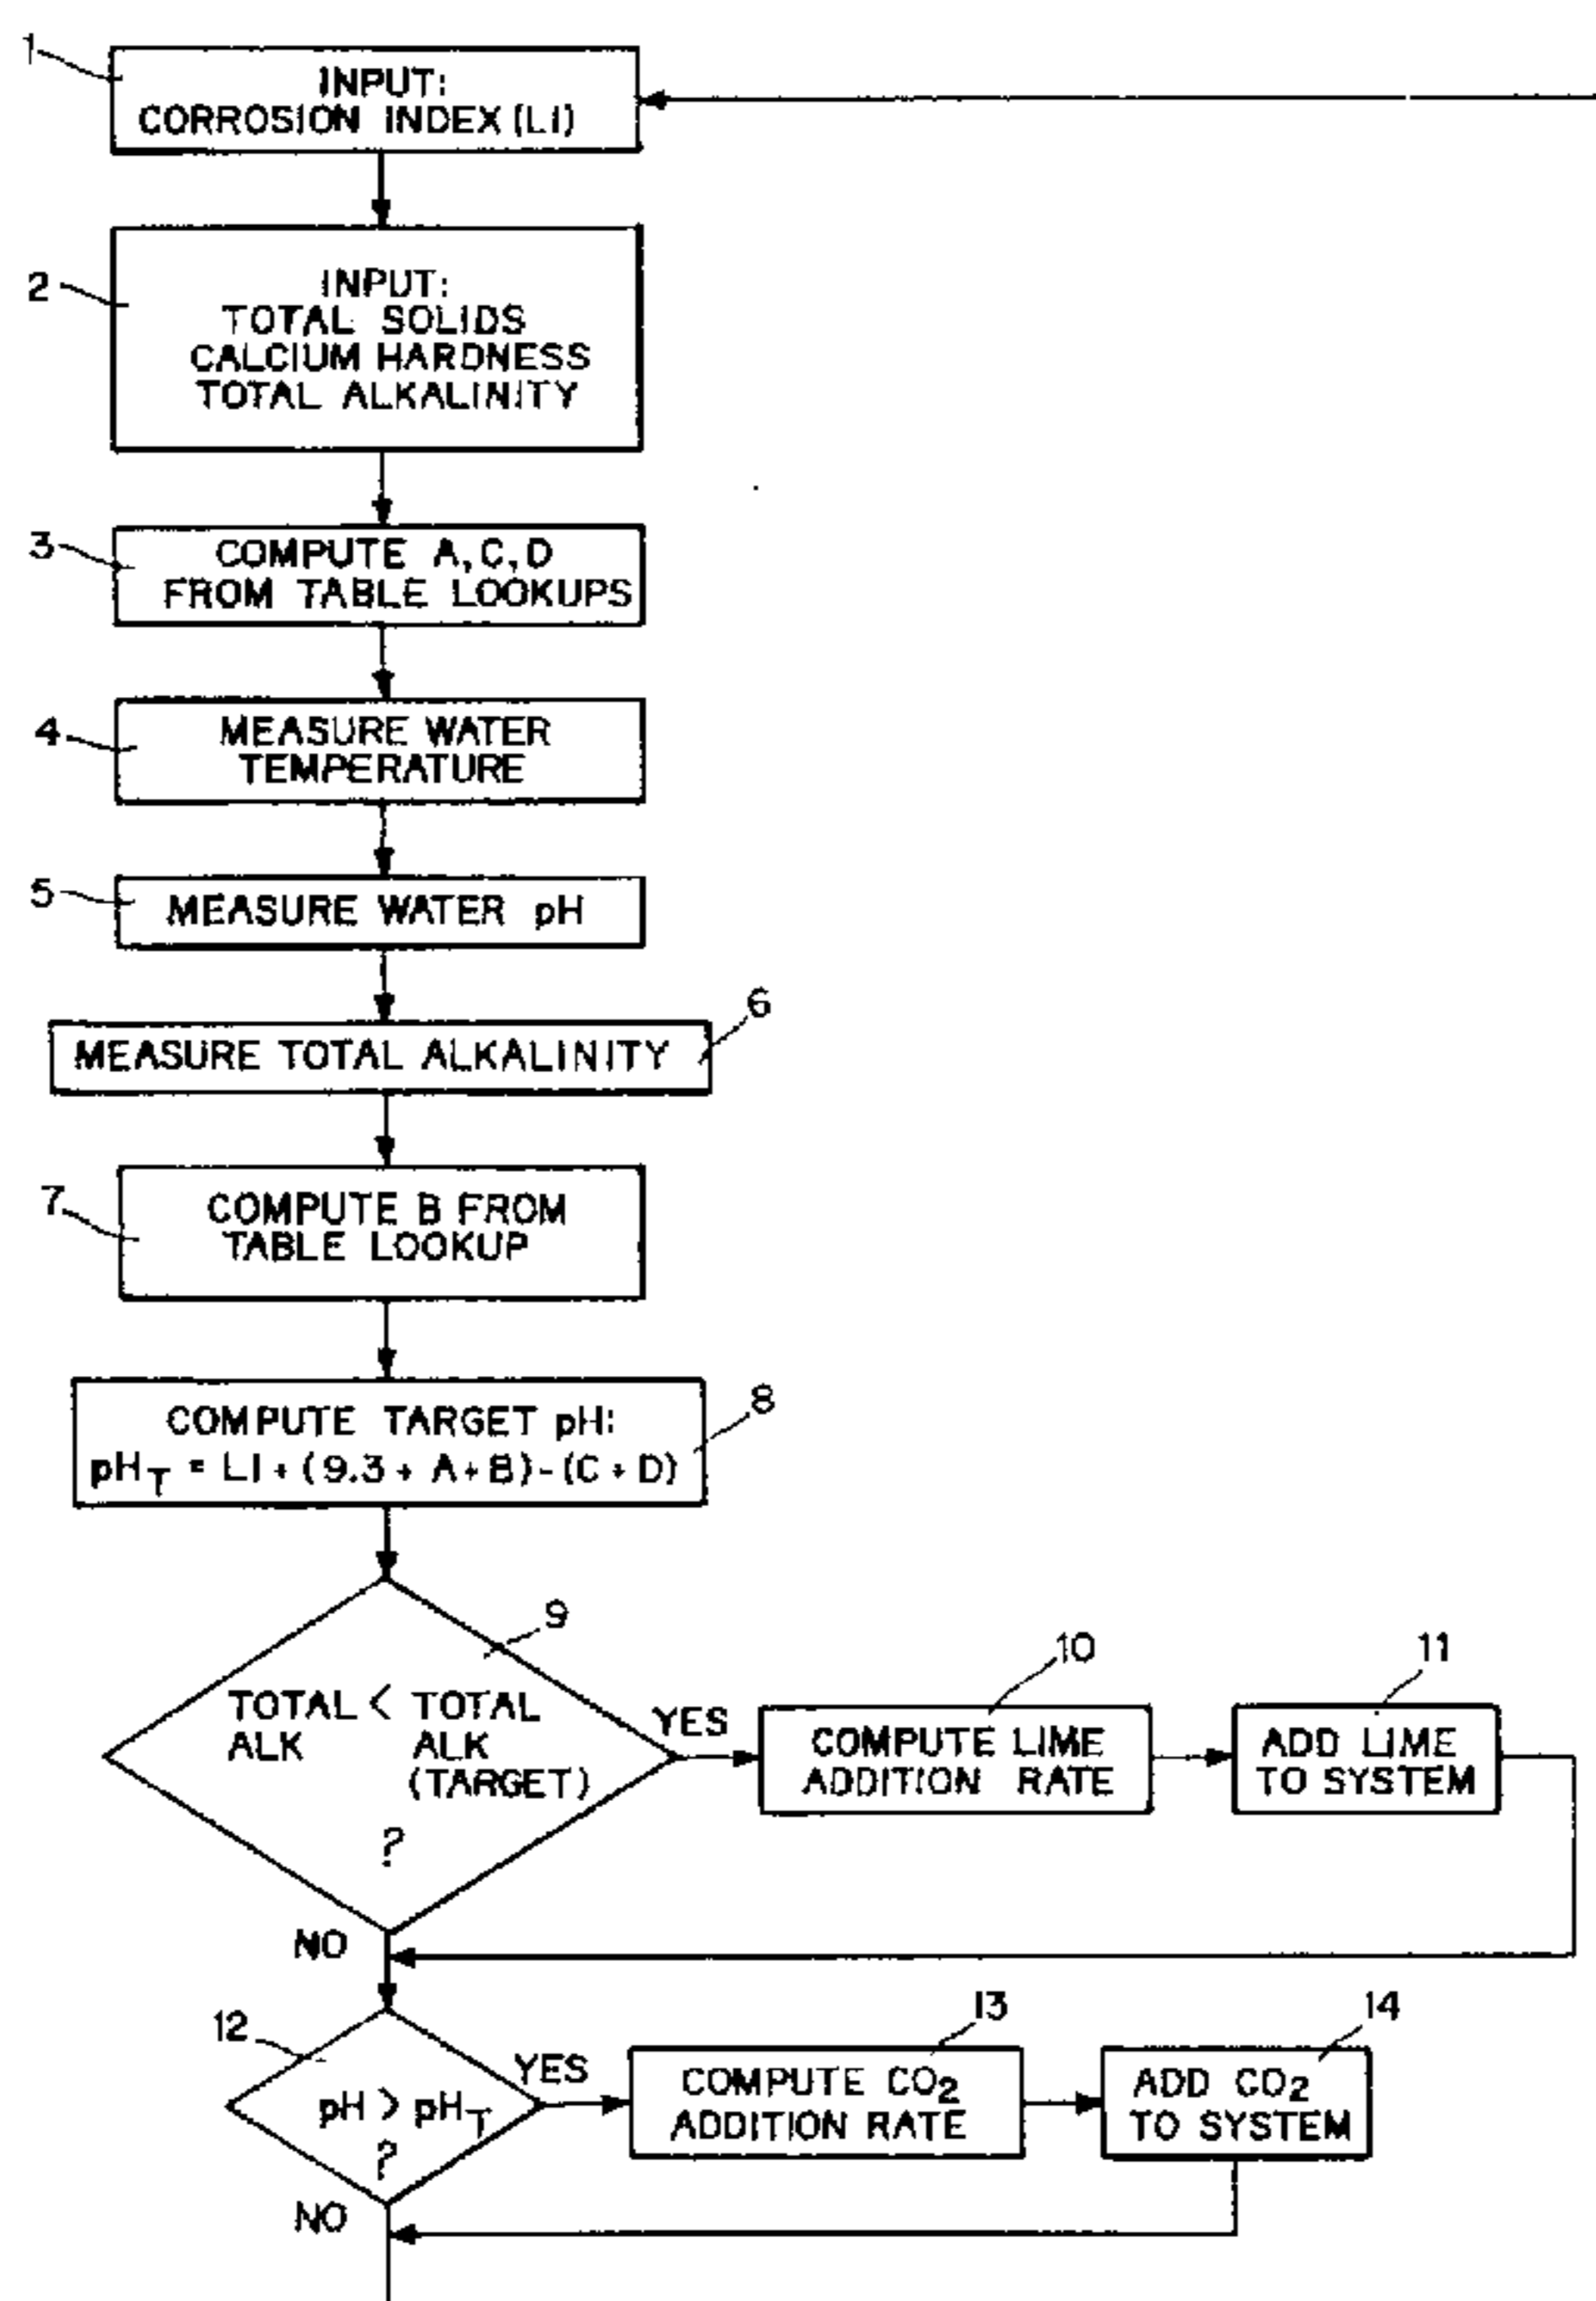 1
INPUT:
CORROSION INDEX (LI)
2
INPUT:
TOTAL SOLIDS
CALCIUM HARDNESS
TOTAL ALKALINITY
3
COMPUTE A, C, D
FROM TABLE LOOKUPS
4
MEASURE WATER
TEMPERATURE
5
MEASURE WATER pH
6
MEASURE TOTAL ALKALINITY
7
COMPUTE B FROM
TABLE LOOKUP
8
COMPUTE TARGET pH:
pHT = LI + (9.3 + A + B) - (C + D)
9
TOTAL < TOTAL
ALK ALK
(TARGET)
?
YES
NO
10
COMPUTE LIME
ADDITION RATE
11
ADD LIME
TO SYSTEM
12
pH > pHT
?
YES
NO
13
COMPUTE CO2
ADDITION RATE
14
ADD CO2
TO SYSTEM